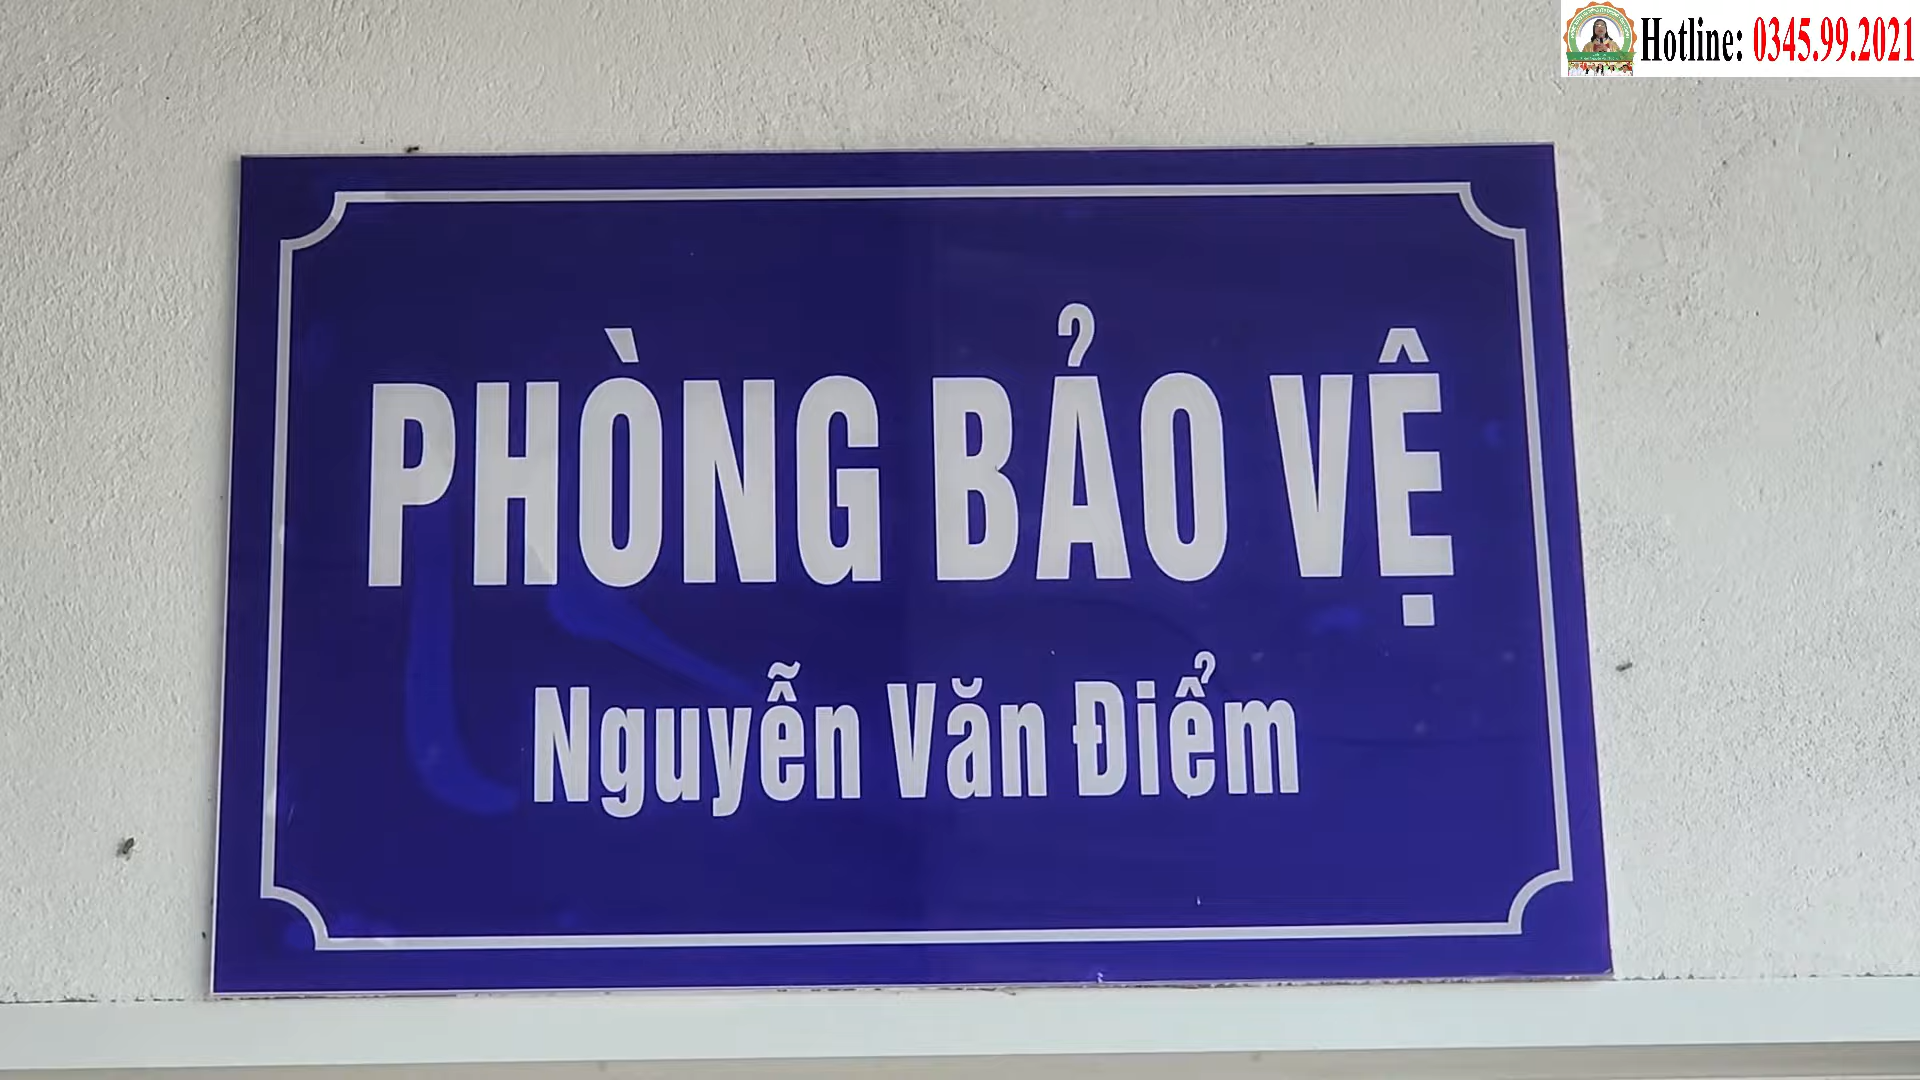 Hotline: 0345.99.2021
PHÒNG BẢO VỆ
Nguyễn Văn Điểm